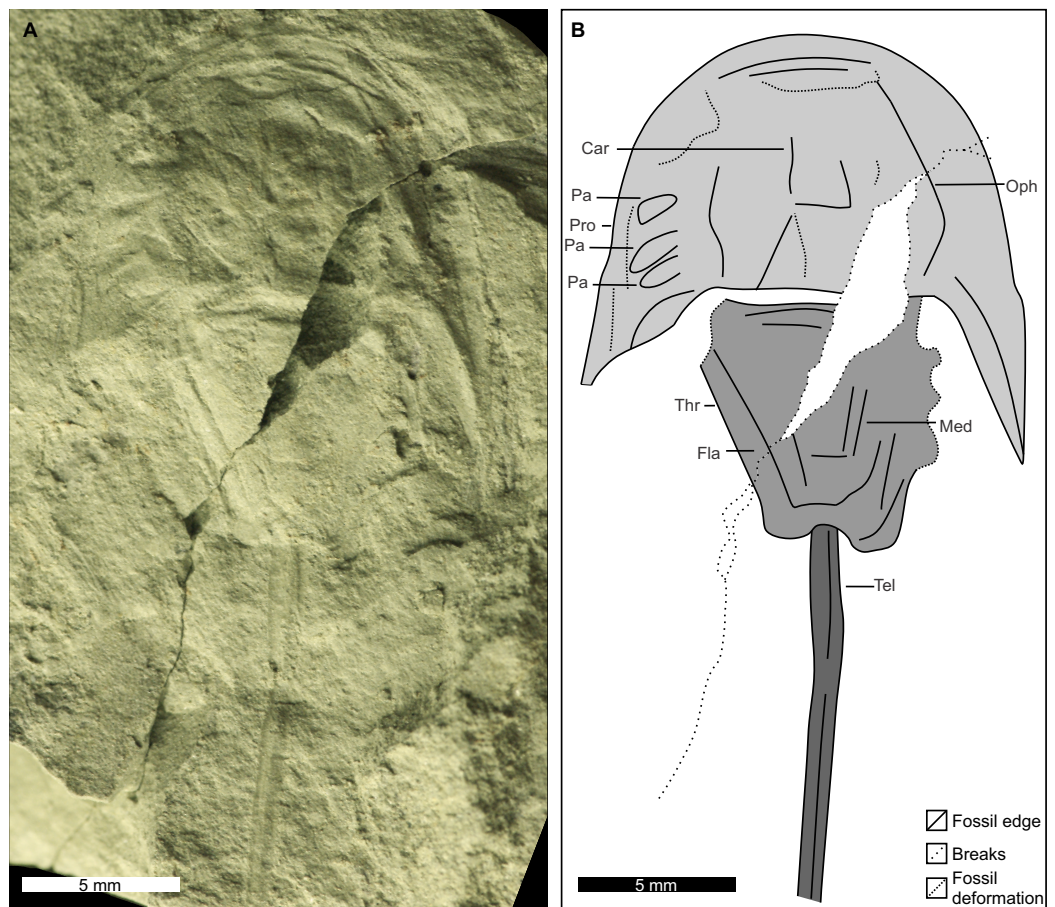 A
B
Car
Pa
Oph
Pro
Pa
Pa
Thr
Med
Fla
Tel
Fossil edge
Breaks
Fossil
deformation
5 mm
5 mm